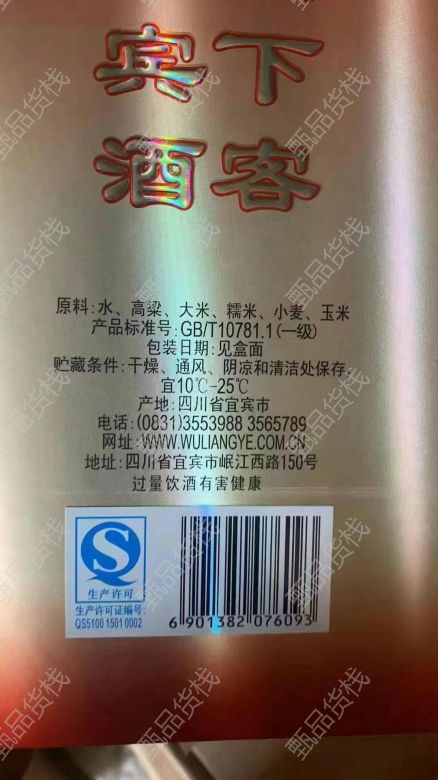 宾下
酒客
原料:水、高粱、大米、糯米、小麦、玉米
产品标准号:GB/T10781.1(一级)
包装日期:见盒面
贮藏条件:干燥、通风、阴凉和清洁处保存,
宜10℃-25℃
产地:四川省宜宾市
电话:(0831)3553988 3565789
网址:WWW.WULIANGYE.COM.CN
地址:四川省宜宾市岷江西路150号
过量饮酒有害健康
生产许可
生产许可证编号:
QS5100 1501 0002
6 901382 076093
甄品货栈